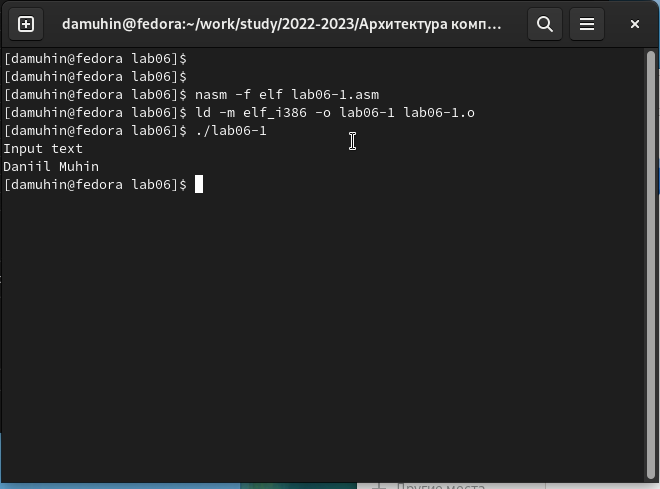 damuhin@fedora:~/work/study/2022-2023/Архитектура комп…
[damuhin@fedora lab06]$
[damuhin@fedora lab06]$
[damuhin@fedora lab06]$ nasm -f elf lab06-1.asm
[damuhin@fedora lab06]$ ld -m elf_i386 -o lab06-1 lab06-1.o
[damuhin@fedora lab06]$ ./lab06-1
Input text
Daniil Muhin
[damuhin@fedora lab06]$